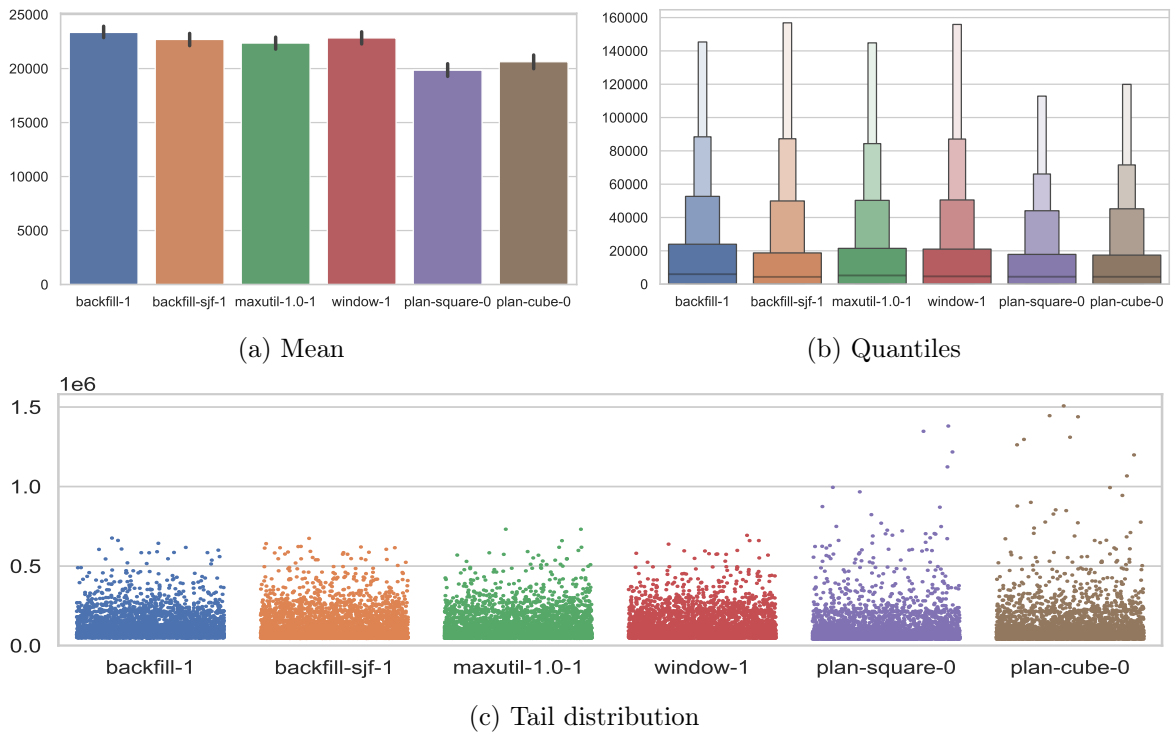 25000
20000
15000
10000
5000
0
backfill-1 backfill-sjf-1 maxutil-1.0-1 window-1 plan-square-0 plan-cube-0
(a) Mean
160000
140000
120000
100000
80000
60000
40000
20000
0
backfill-1 backfill-sjf-1 maxutil-1.0-1 window-1 plan-square-0 plan-cube-0
(b) Quantiles
1e6
1.5
1.0
0.5
0.0
backfill-1 backfill-sjf-1 maxutil-1.0-1 window-1 plan-square-0 plan-cube-0
(c) Tail distribution